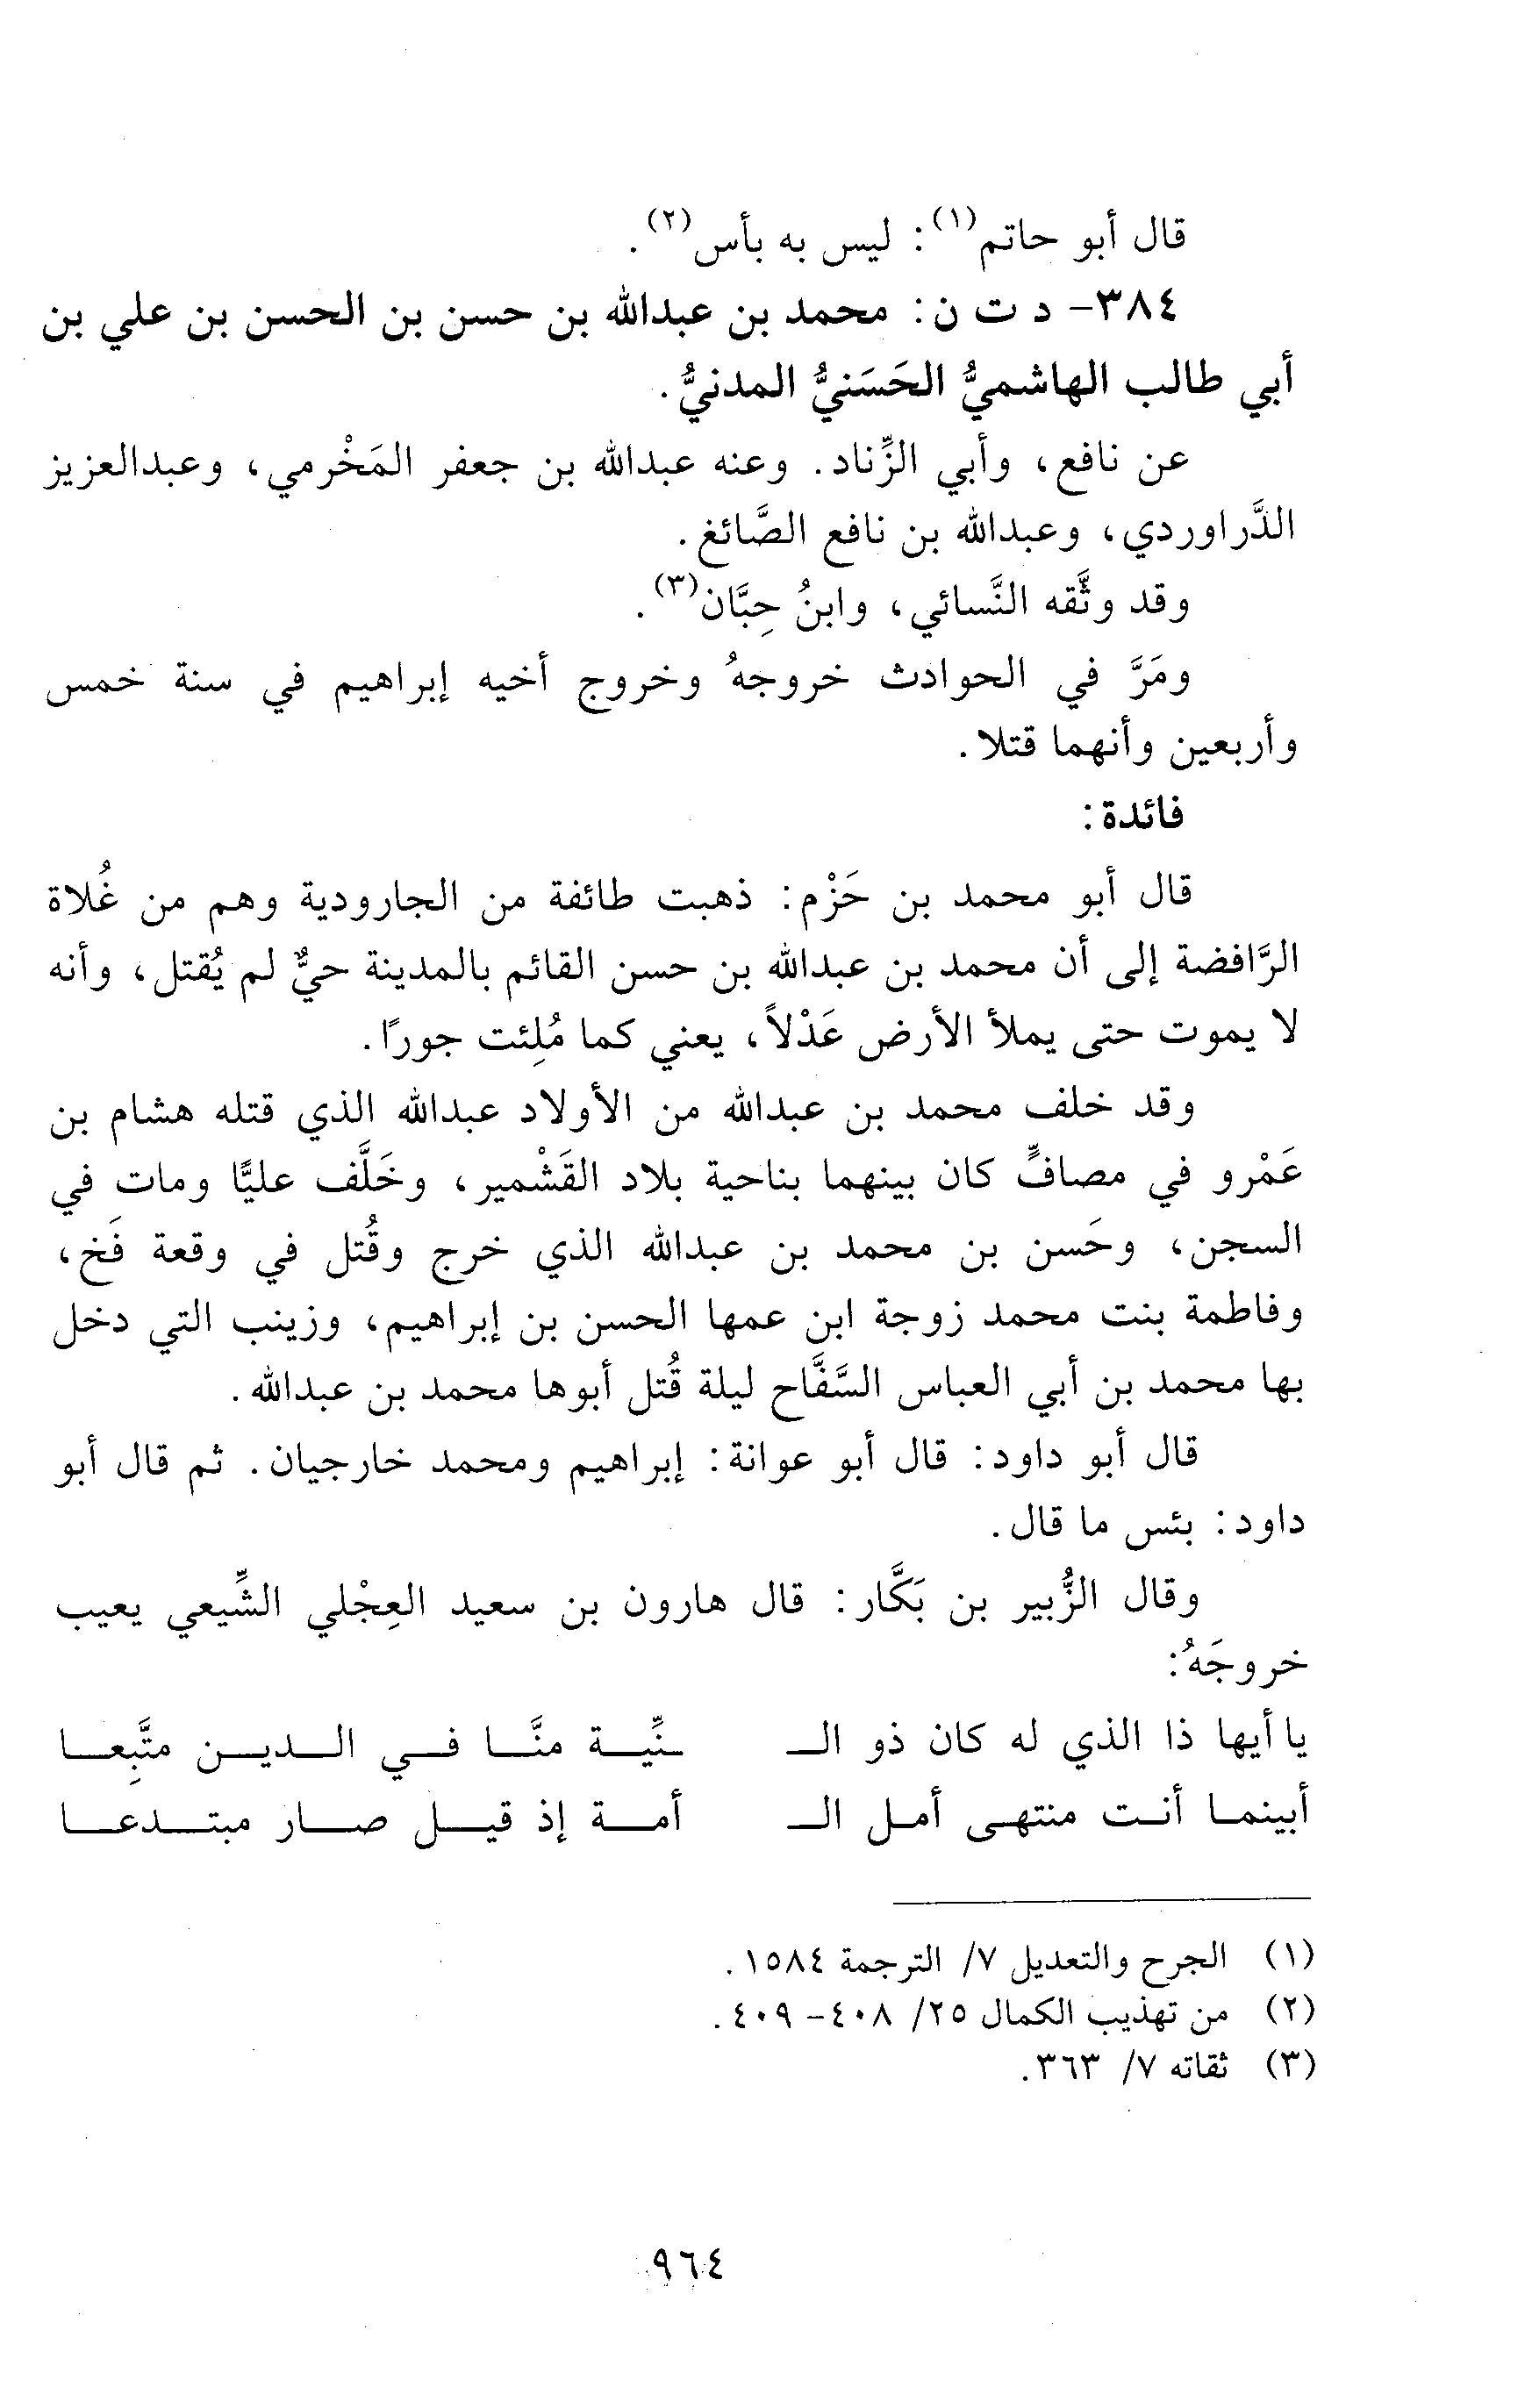 قال أبو حاتم(١): ليس به بأس(٢).
٣٨٤- د ت ن: محمد بن عبدالله بن حسن بن الحسن بن علي بن
أبي طالب الهاشميُّ الحَسَنيُّ المدنيُّ.
عن نافع، وأبي الزِّناد. وعنه عبدالله بن جعفر المَخْرمي، وعبدالعزيز
الدَّراوردي، وعبدالله بن نافع الصَّائغ.
وقد وثَّقه النَّسائي، وابنُ حِبَّان(٣).
ومَرَّ في الحوادث خروجهُ وخروج أخيه إبراهيم في سنة خمس
وأربعين وأنهما قتلا.
فائدة:
قال أبو محمد بن حَزْم: ذهبت طائفة من الجارودية وهم من غُلاة
الرَّافضة إلى أن محمد بن عبدالله بن حسن القائم بالمدينة حيٌّ لم يُقتل، وأنه
لا يموت حتى يملأ الأرض عَدْلاً، يعني كما مُلِئت جورًا.
وقد خلف محمد بن عبدالله من الأولاد عبدالله الذي قتله هشام بن
عَمْرو في مصافٍّ كان بينهما بناحية بلاد القَشْمير، وخَلَّف عليًّا ومات في
السجن، وحَسن بن محمد بن عبدالله الذي خرج وقُتل في وقعة فَخ،
وفاطمة بنت محمد زوجة ابن عمها الحسن بن إبراهيم، وزينب التي دخل
بها محمد بن أبي العباس السَّفَّاح ليلة قُتل أبوها محمد بن عبدالله.
قال أبو داود: قال أبو عوانة: إبراهيم ومحمد خارجيان. ثم قال أبو
داود: بئس ما قال.
وقال الزُّبير بن بَكَّار: قال هارون بن سعيد العِجْلي الشِّيعي يعيب
خروجَهُ:
يا أيها ذا الذي له كان ذو الـ ـنِّيـة منَّـا فـي الـديـن متَّبِعـا
أبينمـا أنـت منتهـى أمـل الـ أمـة إذ قيـل صـار مبتـدعـا
(١) الجرح والتعديل ٧/ الترجمة ١٥٨٤.
(٢) من تهذيب الكمال ٢٥/ ٤٠٨- ٤٠٩.
(٣) ثقاته ٧/ ٣٦٣.
٩٦٤